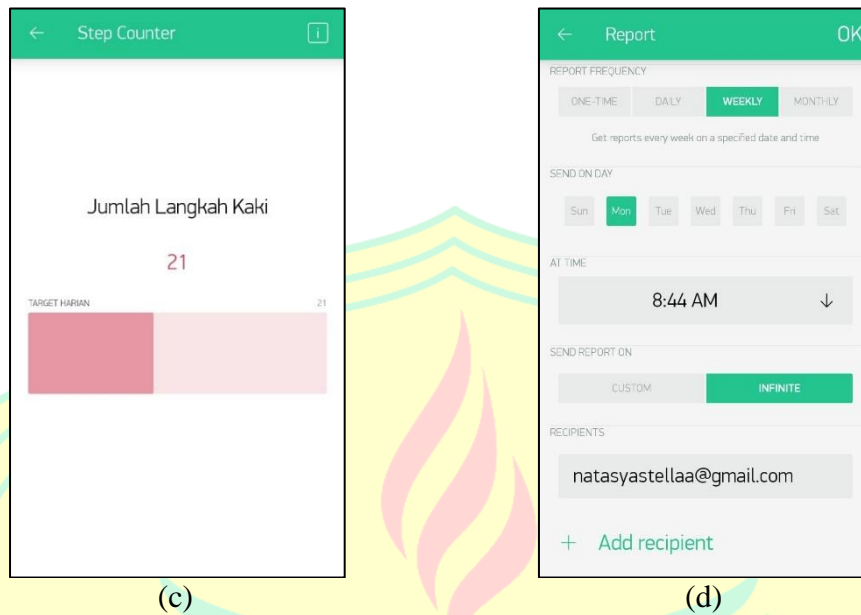 Step Counter
i
Jumlah Langkah Kaki
21
TARGET HARIAN 21
(c)
Report OK
REPORT FREQUENCY
ONE-TIME DAILY WEEKLY MONTHLY
Get reports every week on a specified date and time
SEND ON DAY
Sun Mon Tue Wed Thu Fri Sat
AT TIME
8:44 AM
SEND REPORT ON
CUSTOM INFINITE
RECIPIENTS
natasyastellaa@gmail.com
+ Add recipient
(d)